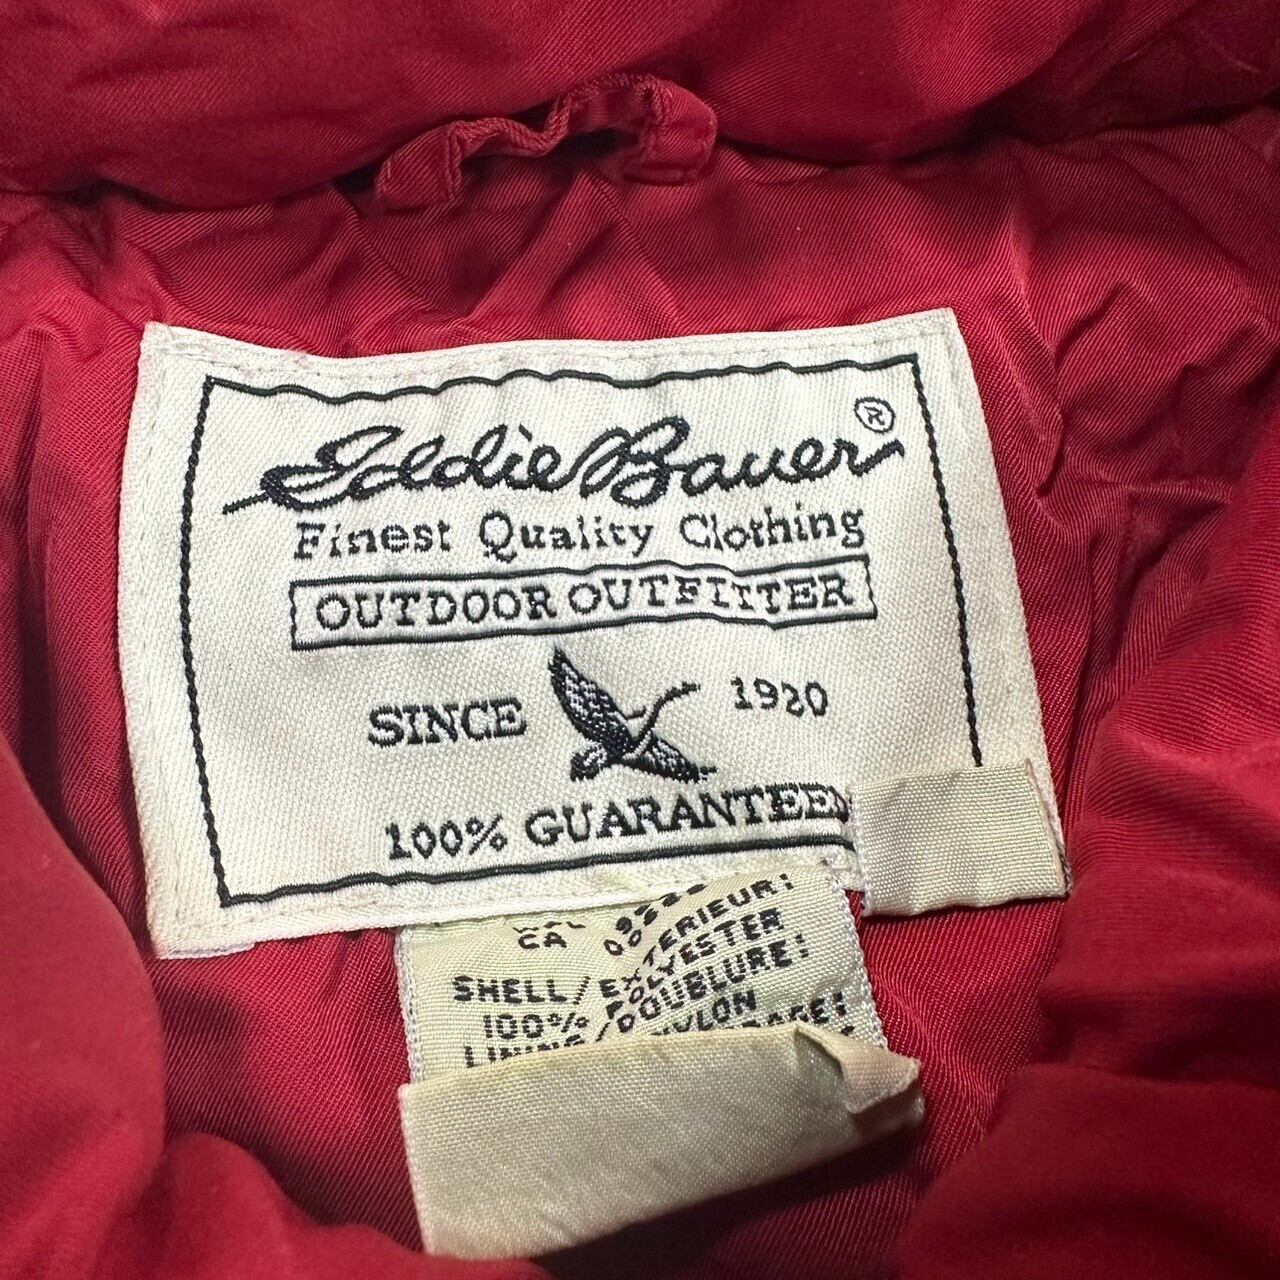 Eddie Bauer®
Finest Quality Clothing
OUTDOOR OUTFITTER
SINCE 1920
100% GUARANTEED
CA
SHELL/EXTERIEUR:
100% POLYESTER
LINING/DOUBLURE:
NYLON